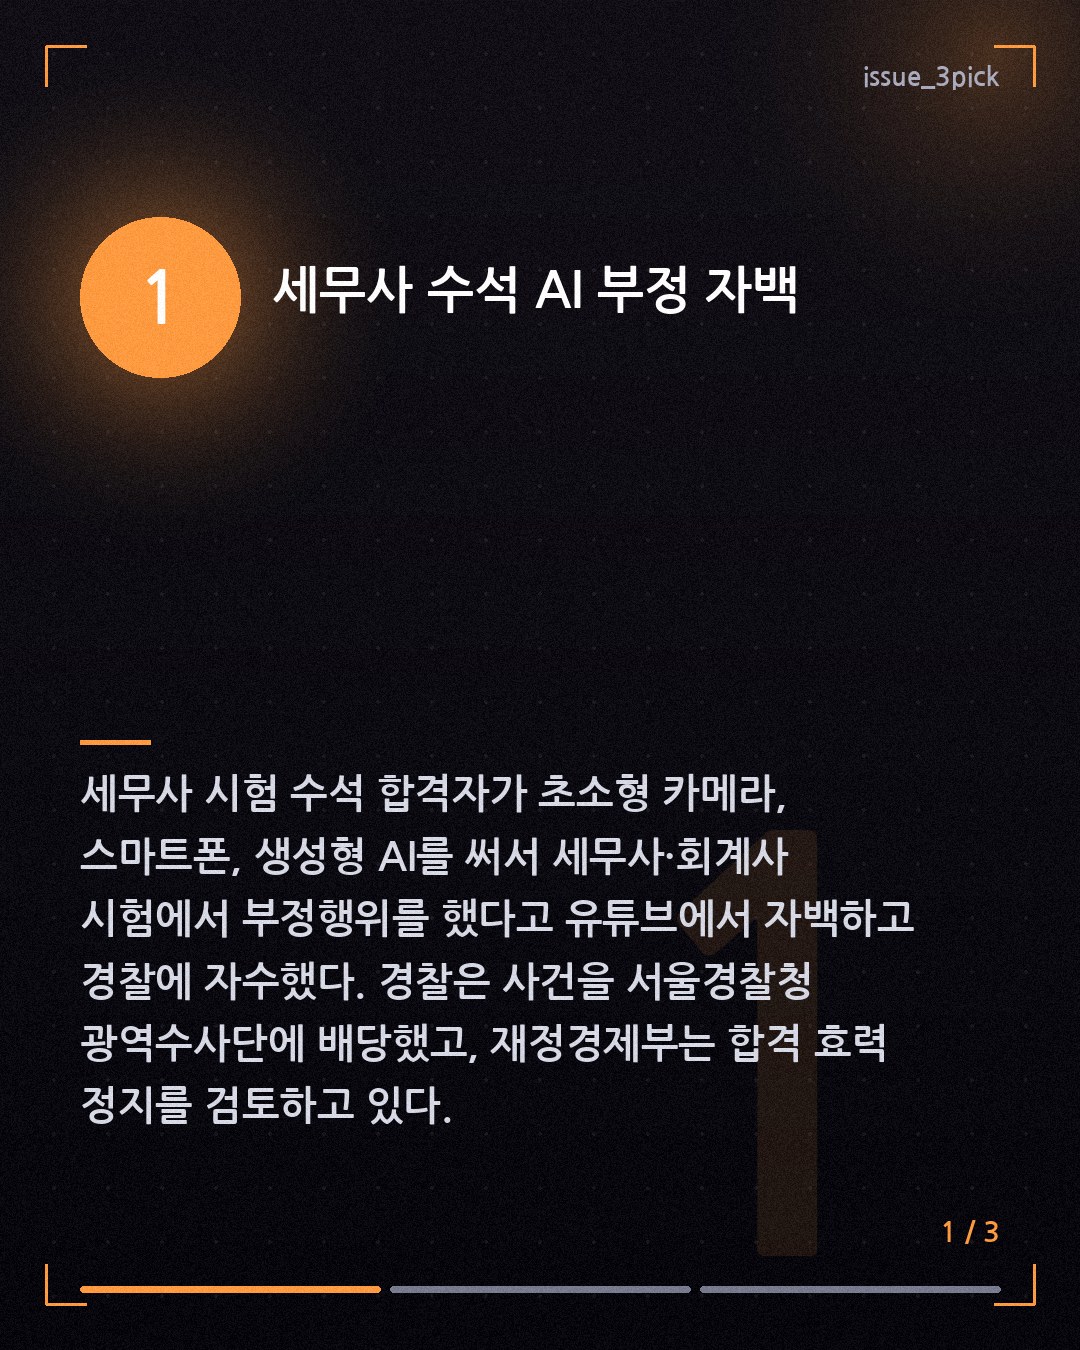 issue_3pick
1
세무사 수석 AI 부정 자백
세무사 시험 수석 합격자가 초소형 카메라,
스마트폰, 생성형 AI를 써서 세무사·회계사
시험에서 부정행위를 했다고 유튜브에서 자백하고
경찰에 자수했다. 경찰은 사건을 서울경찰청
광역수사단에 배당했고, 재정경제부는 합격 효력
정지를 검토하고 있다.
1
1 / 3